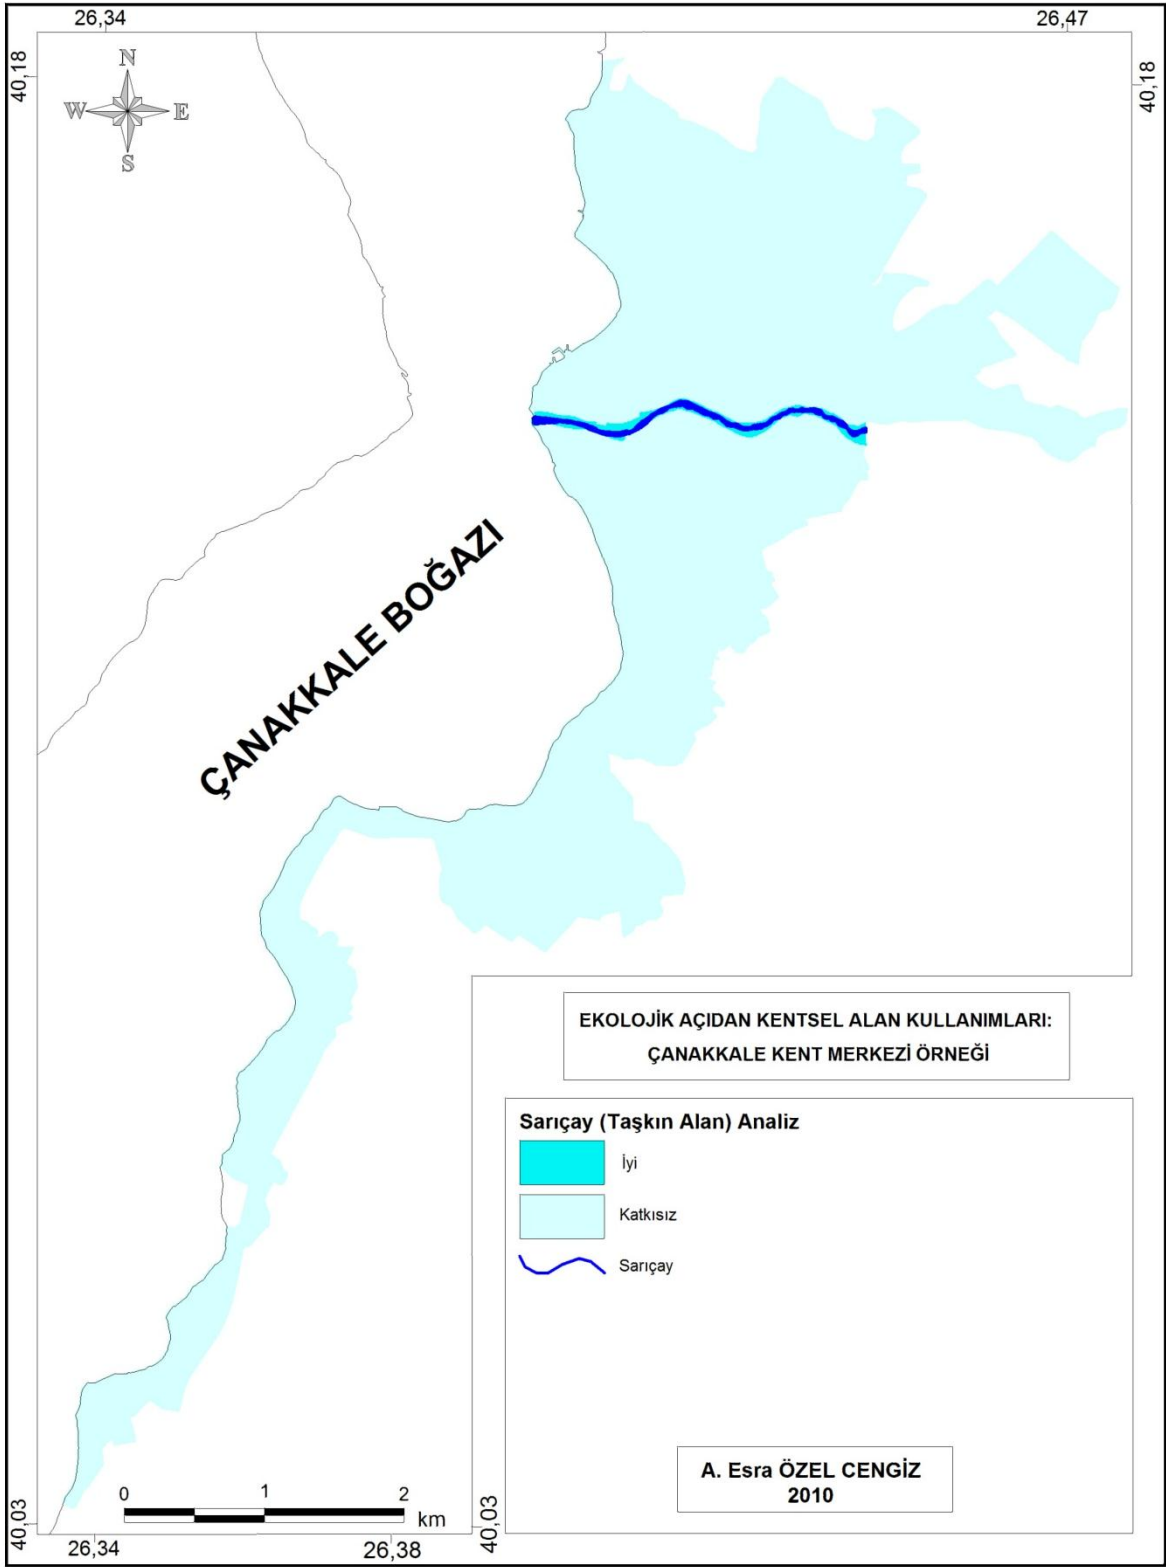 26,34
26,47
40,18
40,18
N
W
E
S
ÇANAKKALE BOĞAZI
EKOLOJİK AÇIDAN KENTSEL ALAN KULLANIMLARI:
ÇANAKKALE KENT MERKEZİ ÖRNEĞİ
Sarıçay (Taşkın Alan) Analiz
İyi
Katkısız
Sarıçay
A. Esra ÖZEL CENGİZ
2010
0 1 2
km
40,03
40,03
26,34
26,38